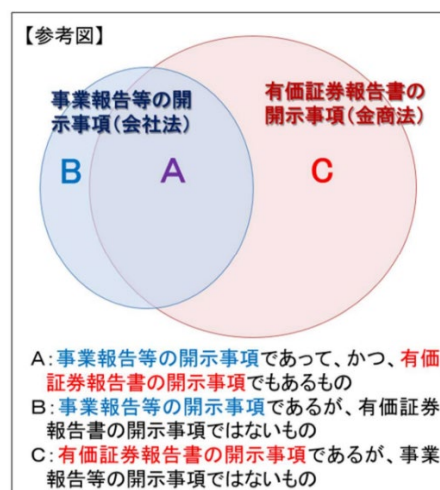 【参考図】
事業報告等の開
示事項(会社法)
有価証券報告書の
開示事項(金商法)
B
A
C
A:事業報告等の開示事項であって、かつ、有価
証券報告書の開示事項でもあるもの
B:事業報告等の開示事項であるが、有価証券
報告書の開示事項ではないもの
C:有価証券報告書の開示事項であるが、事業
報告等の開示事項ではないもの